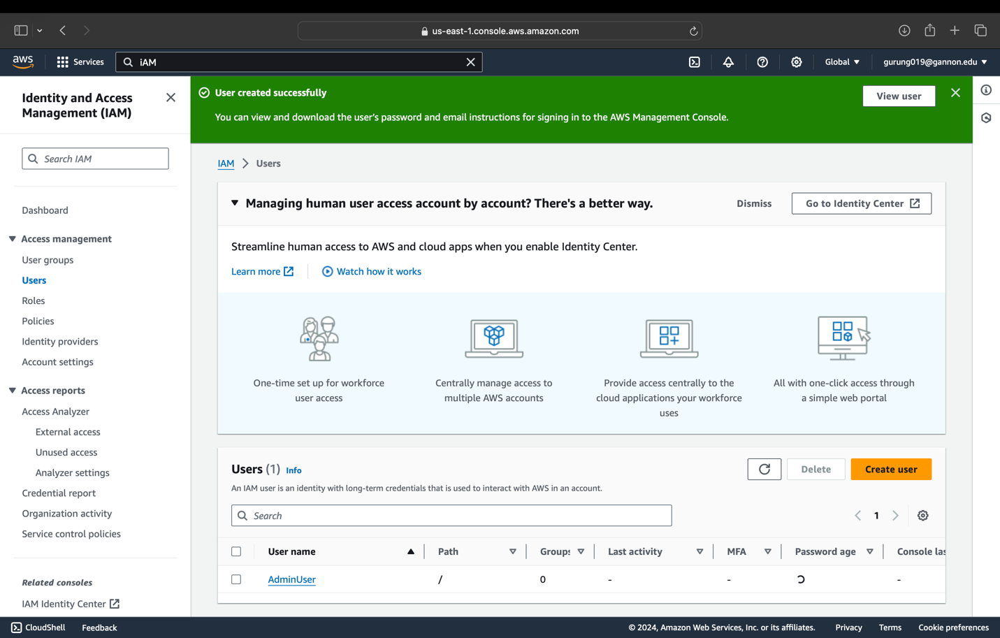 us-east-1.console.aws.amazon.com
aws
Services
iAM
Global
gurung019@gannon.edu
Identity and Access
Management (IAM)
Search IAM
Dashboard
Access management
User groups
Users
Roles
Policies
Identity providers
Account settings
Access reports
Access Analyzer
External access
Unused access
Analyzer settings
Credential report
Organization activity
Service control policies
Related consoles
IAM Identity Center
User created successfully
You can view and download the user's password and email instructions for signing in to the AWS Management Console.
View user
IAM
Users
Managing human user access account by account? There's a better way.
Dismiss
Go to Identity Center
Streamline human access to AWS and cloud apps when you enable Identity Center.
Learn more
Watch how it works
One-time set up for workforce
user access
Centrally manage access to
multiple AWS accounts
Provide access centrally to the
cloud applications your workforce
uses
All with one-click access through
a simple web portal
Users (1) Info
An IAM user is an identity with long-term credentials that is used to interact with AWS in an account.
Delete
Create user
Search
1
User name Path Groups Last activity MFA Password age Console las
AdminUser / 0 - - -
CloudShell
Feedback
© 2024, Amazon Web Services, Inc. or its affiliates.
Privacy
Terms
Cookie preferences